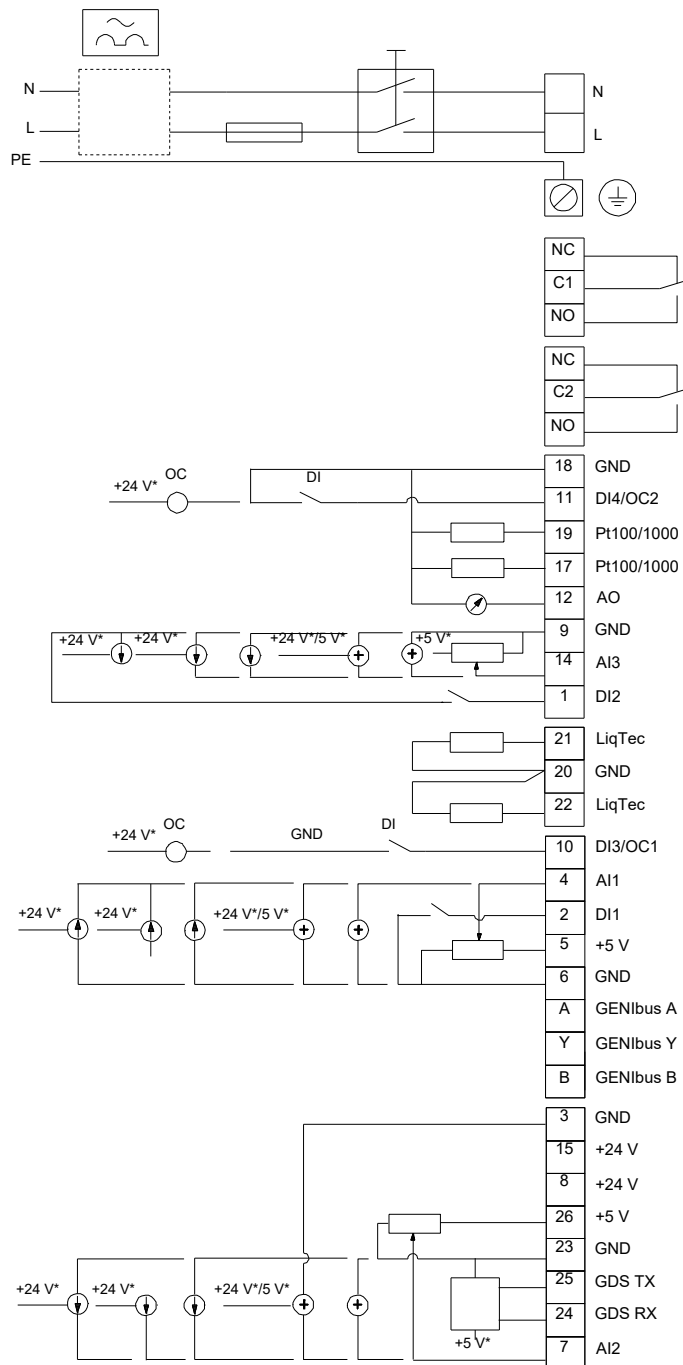 N N
L L
PE
NC
C1
NO
NC
C2
NO
18 GND
+24 V* OC DI 11 DI4/OC2
19 Pt100/1000
17 Pt100/1000
12 AO
9 GND
+24 V* +24 V* +24 V*/5 V* +5 V*
14 AI3
1 DI2
21 LiqTec
20 GND
22 LiqTec
+24 V* OC GND DI 10 DI3/OC1
4 AI1
+24 V* +24 V* +24 V*/5 V* 2 DI1
5 +5 V
6 GND
A GENIbus A
Y GENIbus Y
B GENIbus B
3 GND
15 +24 V
8 +24 V
26 +5 V
23 GND
25 GDS TX
+24 V* +24 V* +24 V*/5 V* 24 GDS RX
+5 V* 7 AI2